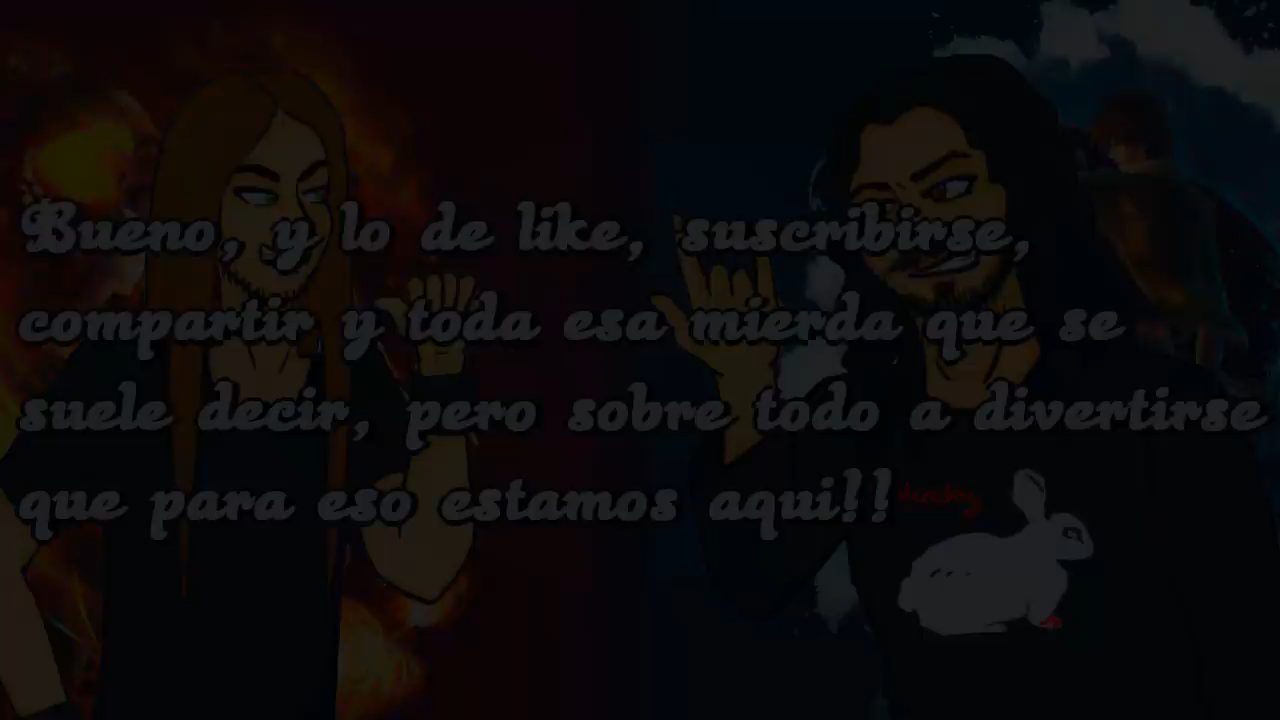 Bueno, y lo de like, suscribirse,
compartir y toda esa mierda que se
suele decir, pero sobre todo a divertirse
que para eso estamos aqui!!